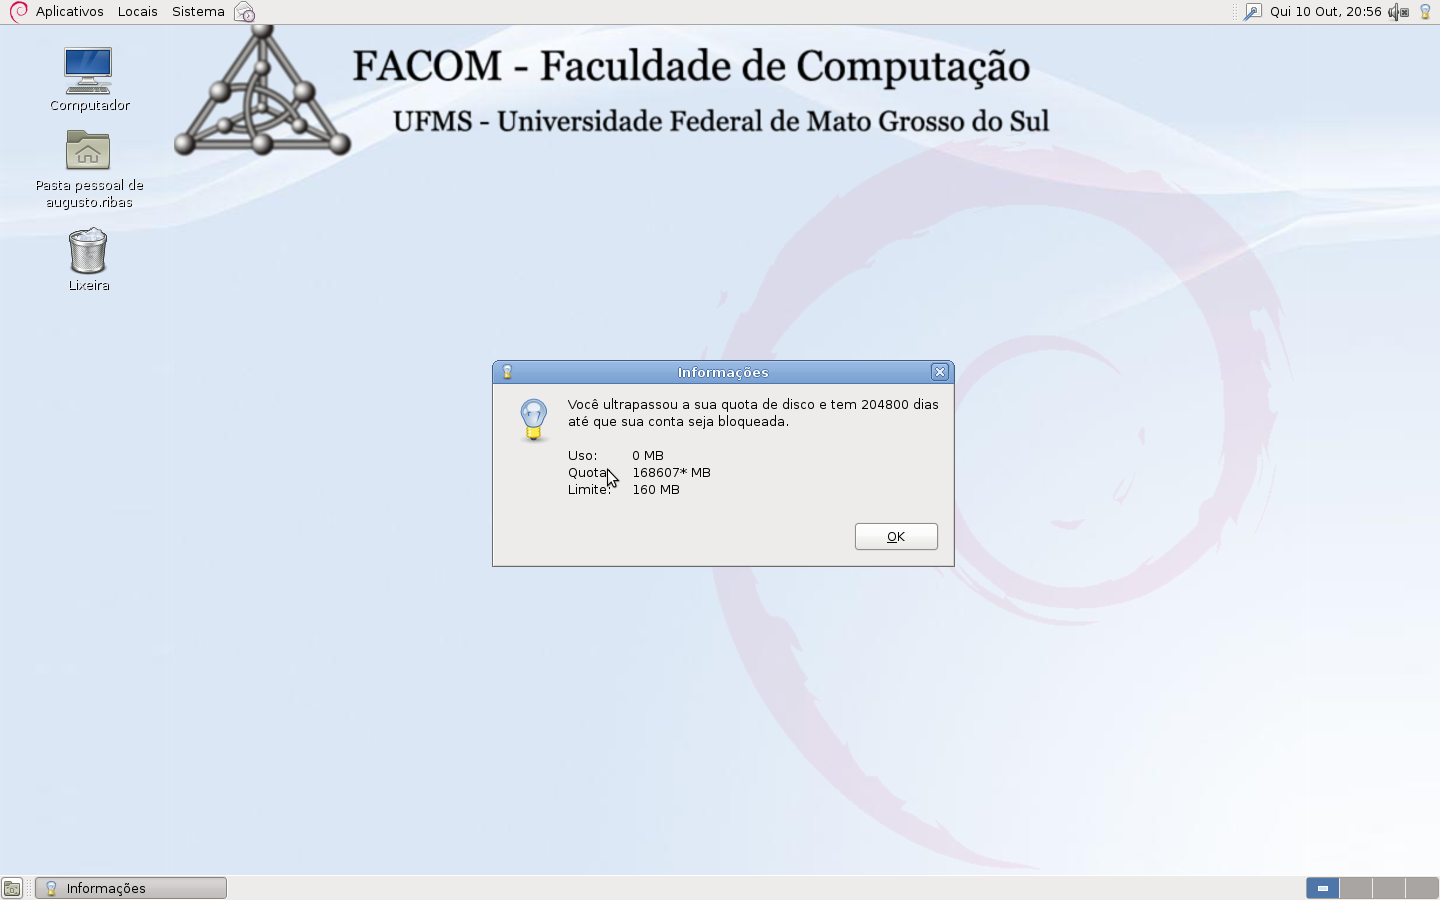 Aplicativos Locais Sistema
Qui 10 Out, 20:56
FACOM - Faculdade de Computação
UFMS - Universidade Federal de Mato Grosso do Sul
Computador
Pasta pessoal de
augusto.ribas
Lixeira
Informações
Você ultrapassou a sua quota de disco e tem 204800 dias
até que sua conta seja bloqueada.
Uso: 0 MB
Quota: 168607* MB
Limite: 160 MB
OK
Informações